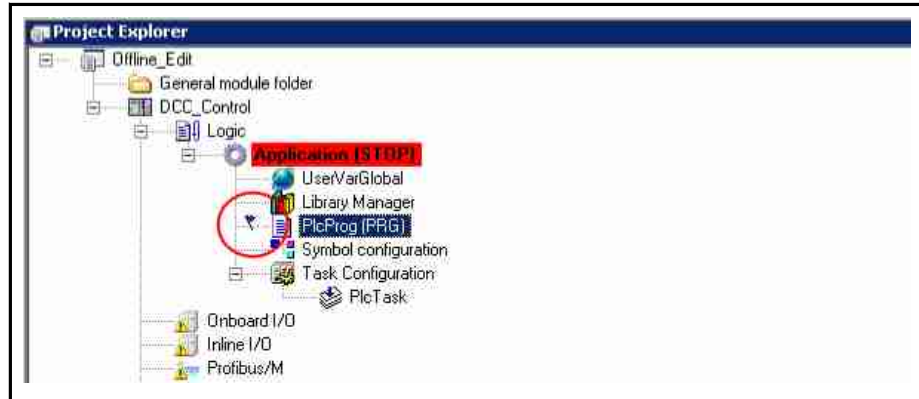 Project Explorer
Offline_Edit
General module folder
DCC_Control
Logic
Application [STOP]
UserVarGlobal
Library Manager
PlcProg (PRG)
Symbol configuration
Task Configuration
PlcTask
Onboard I/O
Inline I/O
Profibus/M